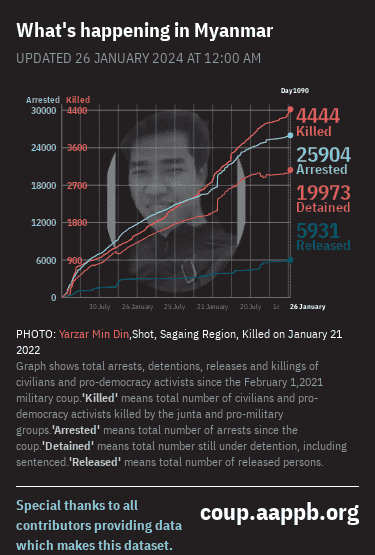 What's happening in Myanmar
UPDATED 26 JANUARY 2024 AT 12:00 AM
Day1090
Arrested Killed
30000 4400
24000 3600
18000 2700
12000 1800
6000 900
0
4444
Killed
25904
Arrested
19973
Detained
5931
Released
30 July 26 January 25 July 21 January 20 July 26 January
PHOTO: Yarzar Min Din,Shot, Sagaing Region, Killed on January 21
2022
Graph shows total arrests, detentions, releases and killings of
civilians and pro-democracy activists since the February 1,2021
military coup.'Killed' means total number of civilians and pro-
democracy activists killed by the junta and pro-military
groups.'Arrested' means total number of arrests since the
coup.'Detained' means total number still under detention, including
sentenced.'Released' means total number of released persons.
Special thanks to all
contributors providing data
which makes this dataset.
coup.aappb.org